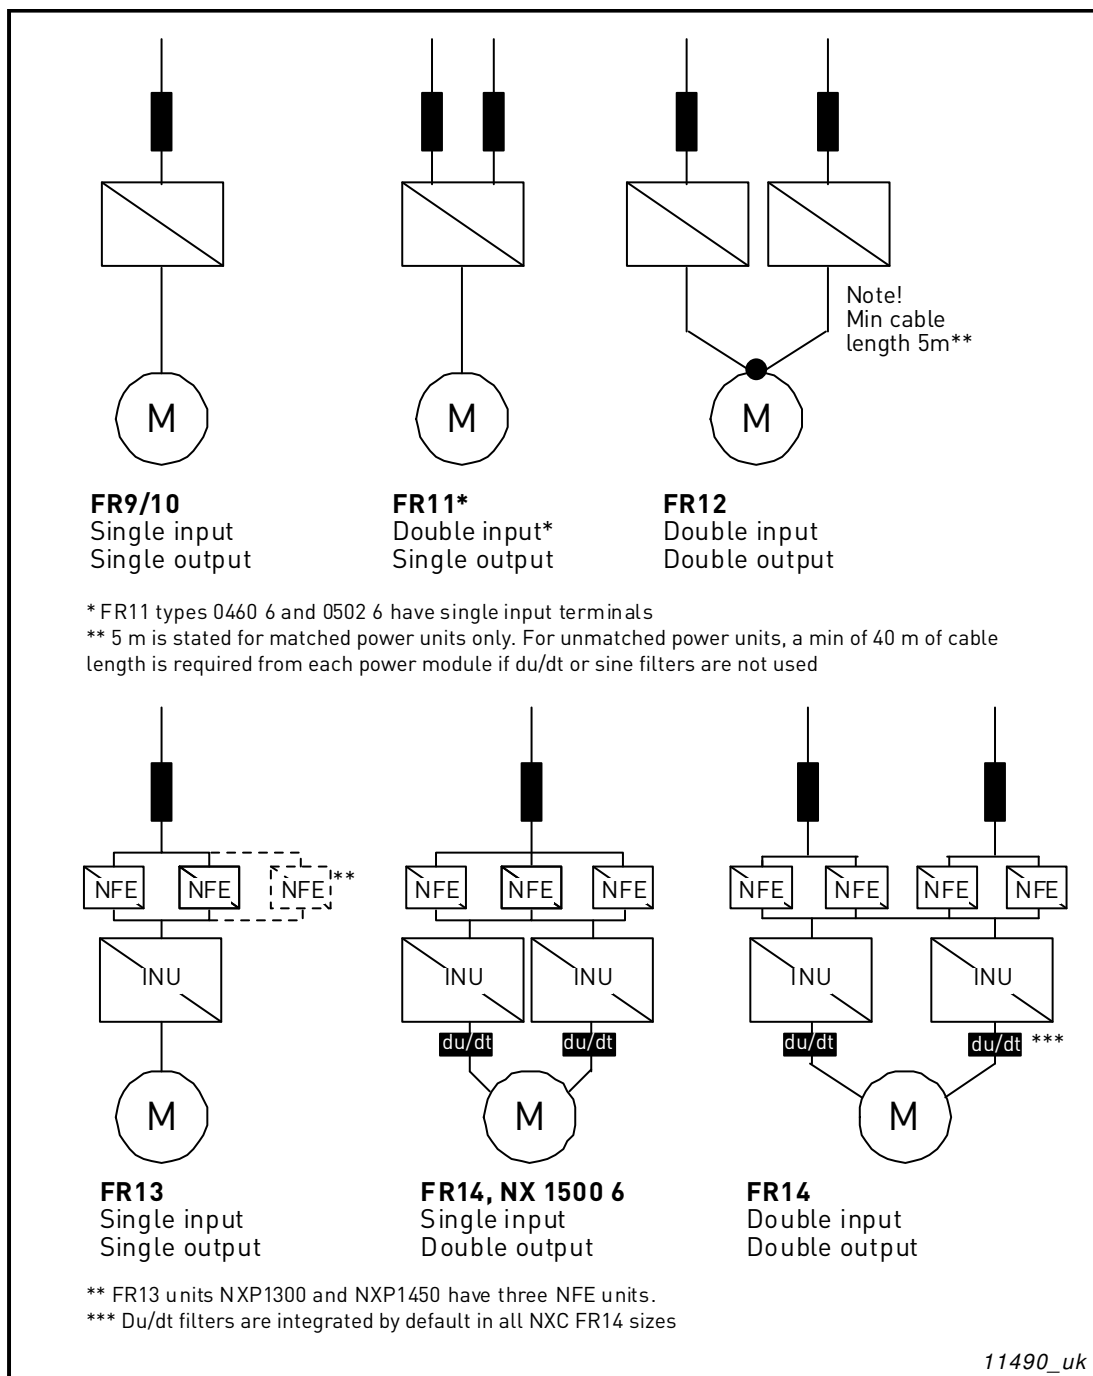 Note!
Min cable
length 5m**
M
M
M
FR9/10
Single input
Single output
FR11*
Double input*
Single output
FR12
Double input
Double output
* FR11 types 0460 6 and 0502 6 have single input terminals
** 5 m is stated for matched power units only. For unmatched power units, a min of 40 m of cable
length is required from each power module if du/dt or sine filters are not used
NFE NFE NFE **
NFE NFE NFE
NFE NFE NFE NFE
INU
INU INU
INU INU
du/dt du/dt
du/dt du/dt ***
M
M
M
FR13
Single input
Single output
FR14, NX 1500 6
Single input
Double output
FR14
Double input
Double output
** FR13 units NXP1300 and NXP1450 have three NFE units.
*** Du/dt filters are integrated by default in all NXC FR14 sizes
11490_uk